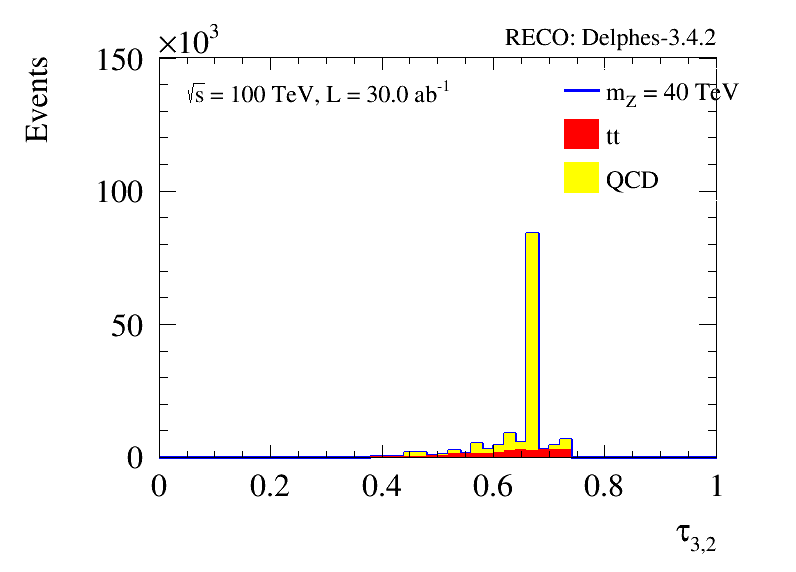 ×10³
RECO: Delphes-3.4.2
Events
√s = 100 TeV, L = 30.0 ab⁻¹
m_Z = 40 TeV
tt
QCD
150
100
50
0
0 0.2 0.4 0.6 0.8 1
τ_3,2